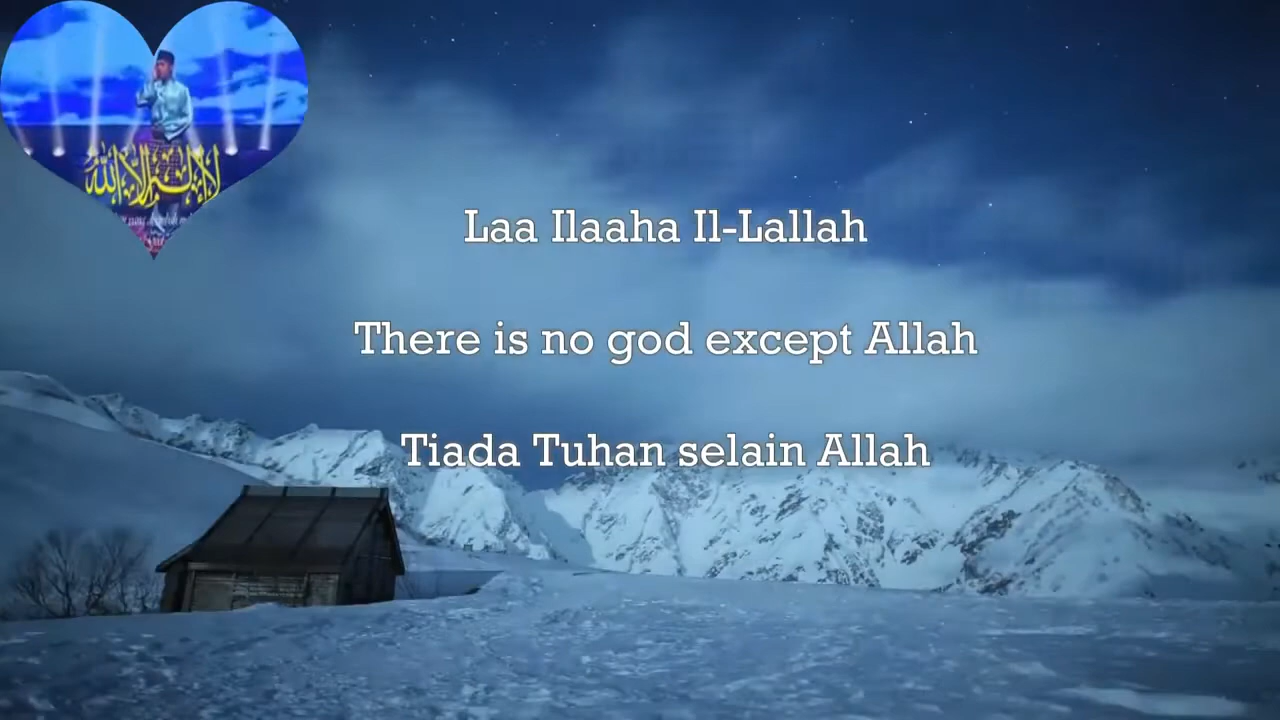 لا إله إلا الله
Laa Ilaaha Il-Lallah
There is no god except Allah
Tiada Tuhan selain Allah